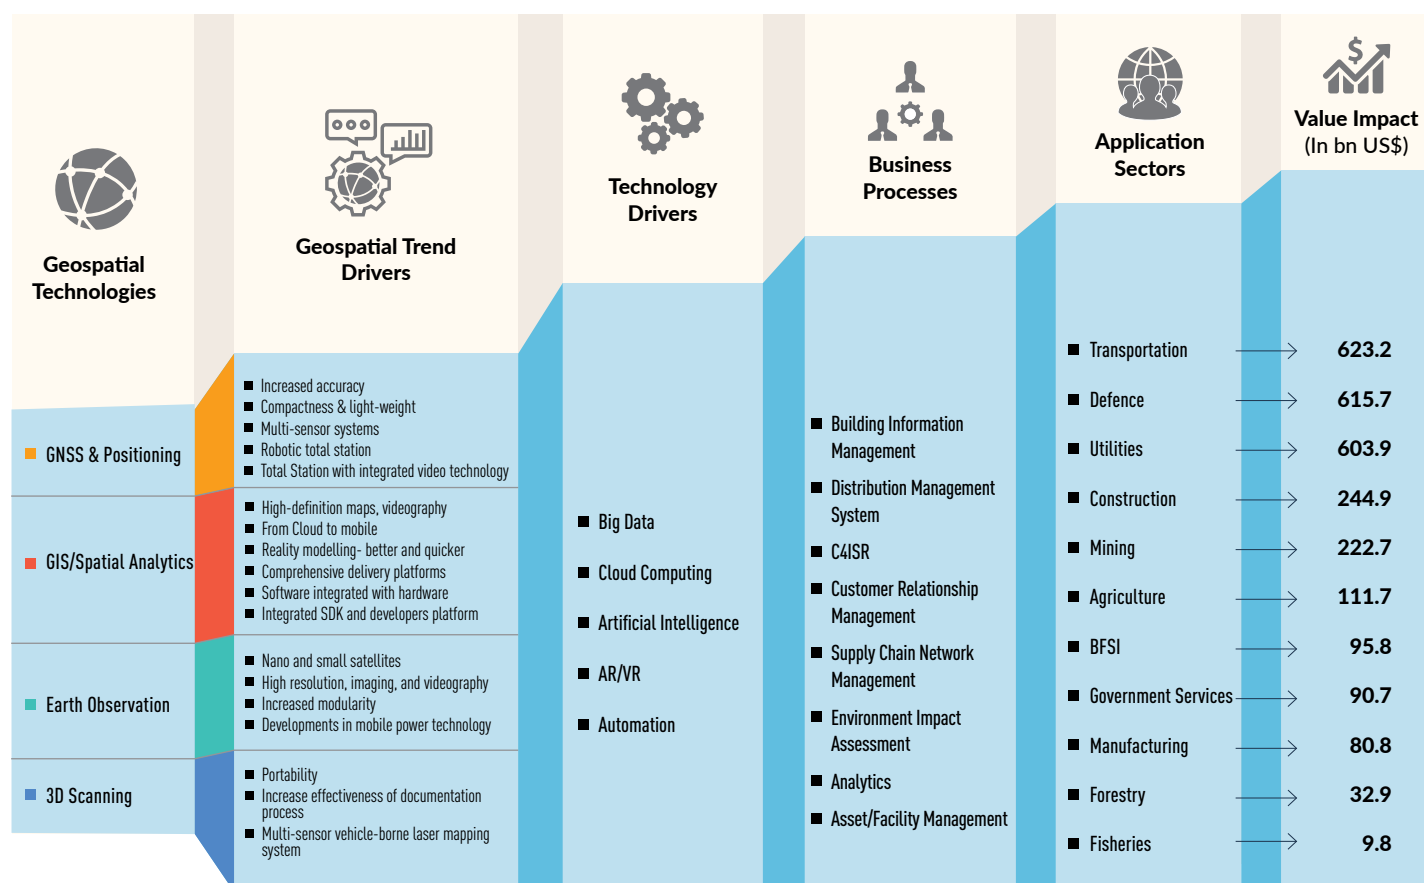 Geospatial
Technologies
GNSS & Positioning
GIS/Spatial Analytics
Earth Observation
3D Scanning
Geospatial Trend
Drivers
Increased accuracy
Compactness & light-weight
Multi-sensor systems
Robotic total station
Total Station with integrated video technology
High-definition maps, videography
From Cloud to mobile
Reality modelling- better and quicker
Comprehensive delivery platforms
Software integrated with hardware
Integrated SDK and developers platform
Nano and small satellites
High resolution, imaging, and videography
Increased modularity
Developments in mobile power technology
Portability
Increase effectiveness of documentation
process
Multi-sensor vehicle-borne laser mapping
system
Technology
Drivers
Big Data
Cloud Computing
Artificial Intelligence
AR/VR
Automation
Business
Processes
Building Information
Management
Distribution Management
System
C4ISR
Customer Relationship
Management
Supply Chain Network
Management
Environment Impact
Assessment
Analytics
Asset/Facility Management
Application
Sectors
Value Impact
(In bn US$)
$
Transportation 623.2
Defence 615.7
Utilities 603.9
Construction 244.9
Mining 222.7
Agriculture 111.7
BFSI 95.8
Government Services 90.7
Manufacturing 80.8
Forestry 32.9
Fisheries 9.8